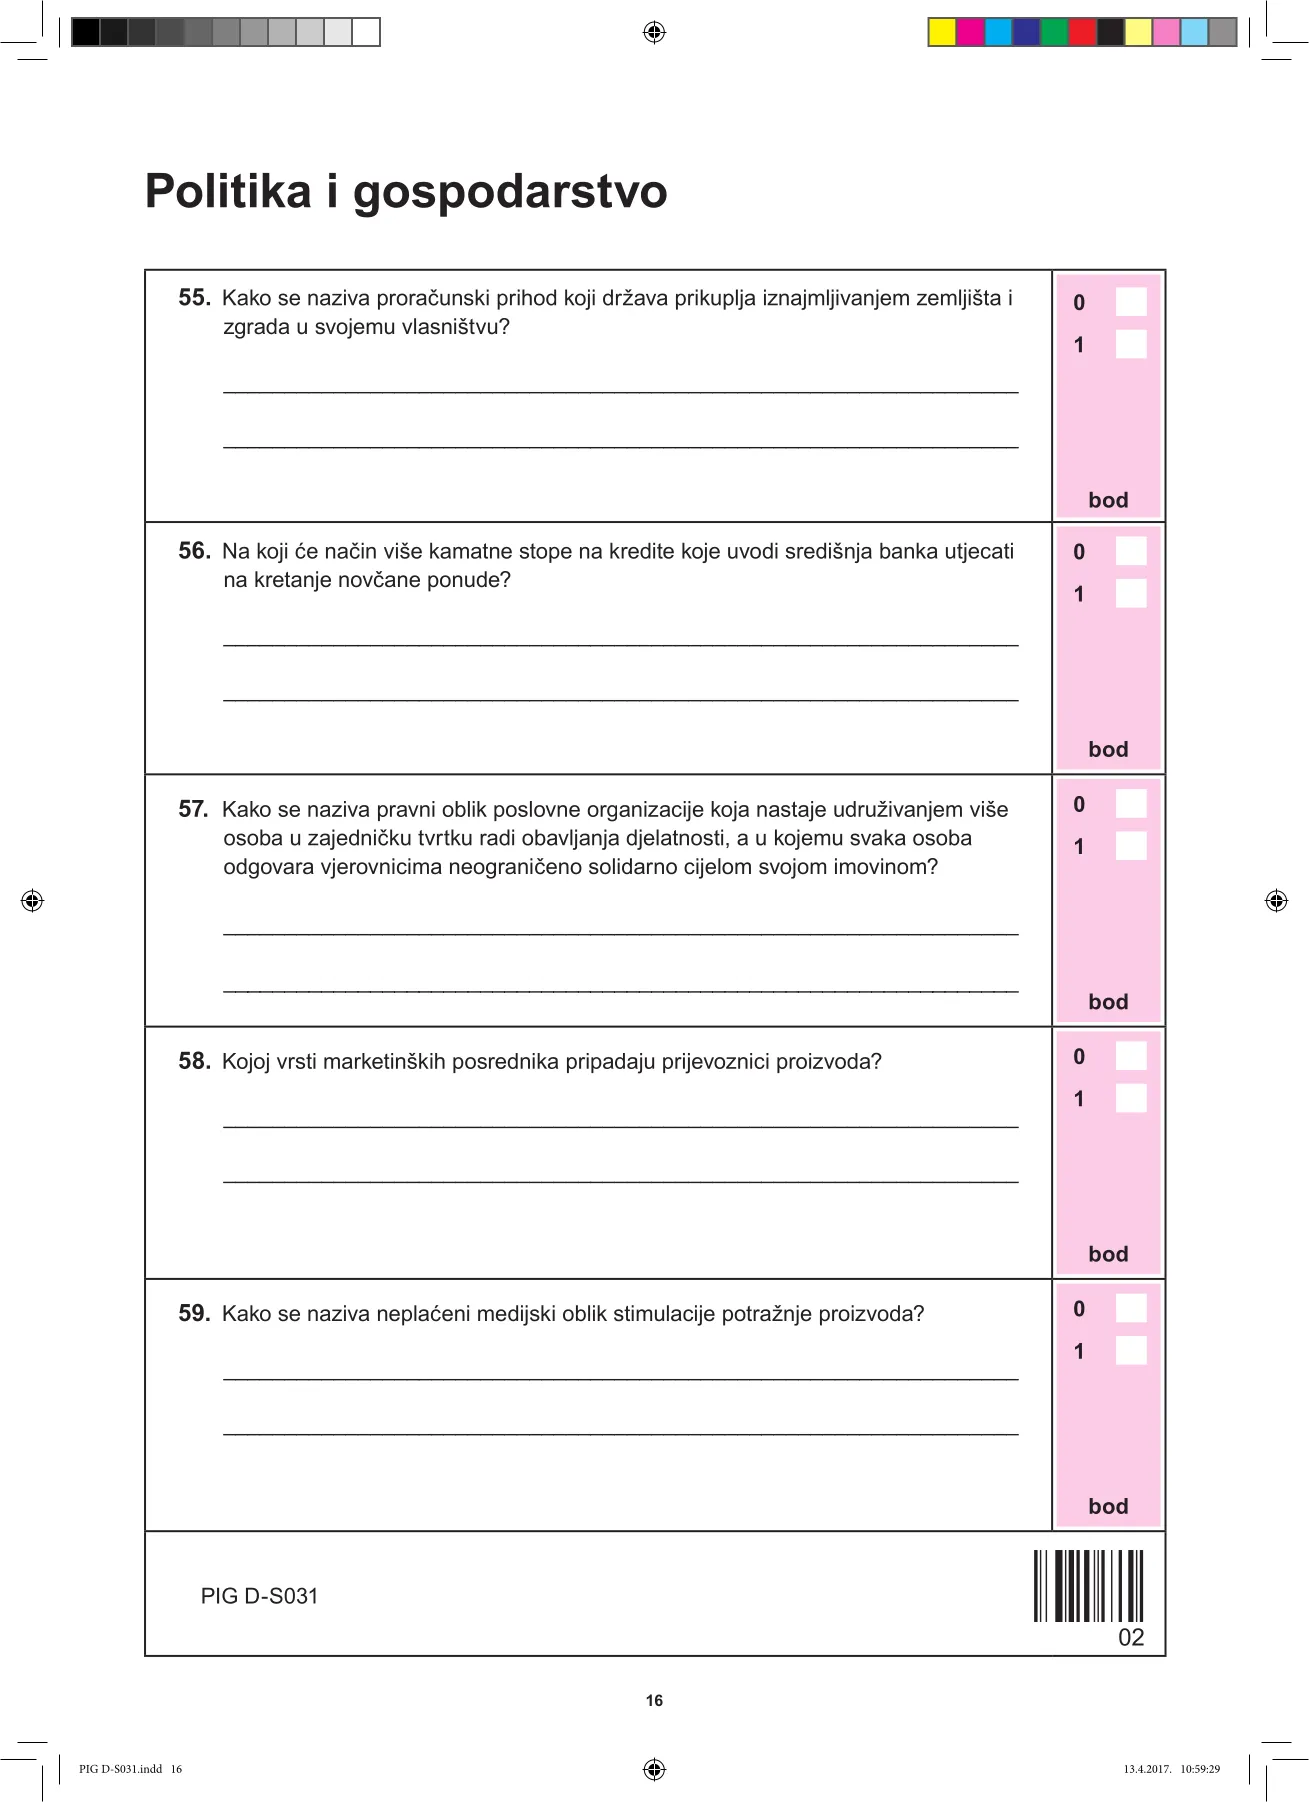 Politika i gospodarstvo
55. Kako se naziva proračunski prihod koji država prikuplja iznajmljivanjem zemljišta i
zgrada u svojemu vlasništvu?
0
1
bod
56. Na koji će način više kamatne stope na kredite koje uvodi središnja banka utjecati
na kretanje novčane ponude?
0
1
bod
57. Kako se naziva pravni oblik poslovne organizacije koja nastaje udruživanjem više
osoba u zajedničku tvrtku radi obavljanja djelatnosti, a u kojemu svaka osoba
odgovara vjerovnicima neograničeno solidarno cijelom svojom imovinom?
0
1
bod
58. Kojoj vrsti marketinških posrednika pripadaju prijevoznici proizvoda?
0
1
bod
59. Kako se naziva neplaćeni medijski oblik stimulacije potražnje proizvoda?
0
1
bod
PIG D-S031
02
16
PIG D-S031.indd 16
13.4.2017. 10:59:29